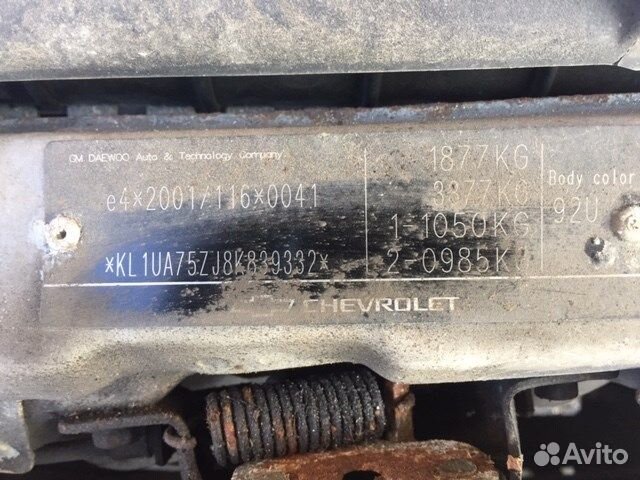 GM DAEWOO Auto & Technology Company
e4*2001/116*0041
*KL1UA75ZJ8K839332*
1877KG
3377KG
1-1050KG
2-0985KG
Body color
92U
CHEVROLET
Avito